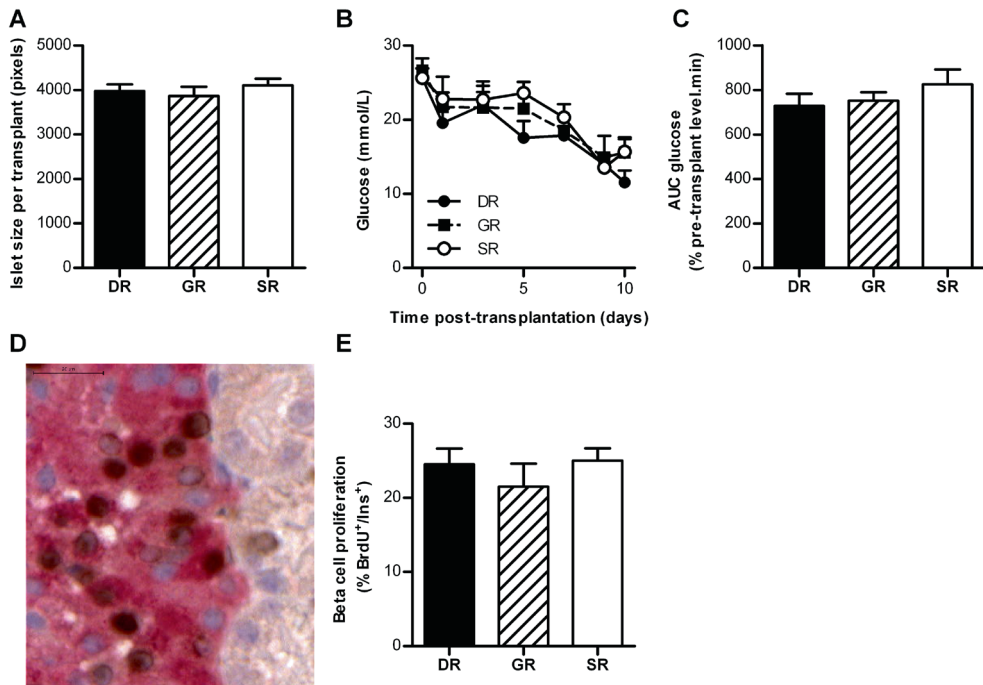 A
Islet size per transplant (pixels)
5000
4000
3000
2000
1000
0
DR GR SR
B
Glucose (mmol/L)
30
20
10
0
DR
GR
SR
0 5 10
Time post-transplantation (days)
C
AUC glucose
(% pre-transplant level.min)
1000
800
600
400
200
0
DR GR SR
D
E
Beta cell proliferation
(% BrdU⁺/Ins⁺)
30
20
10
0
DR GR SR